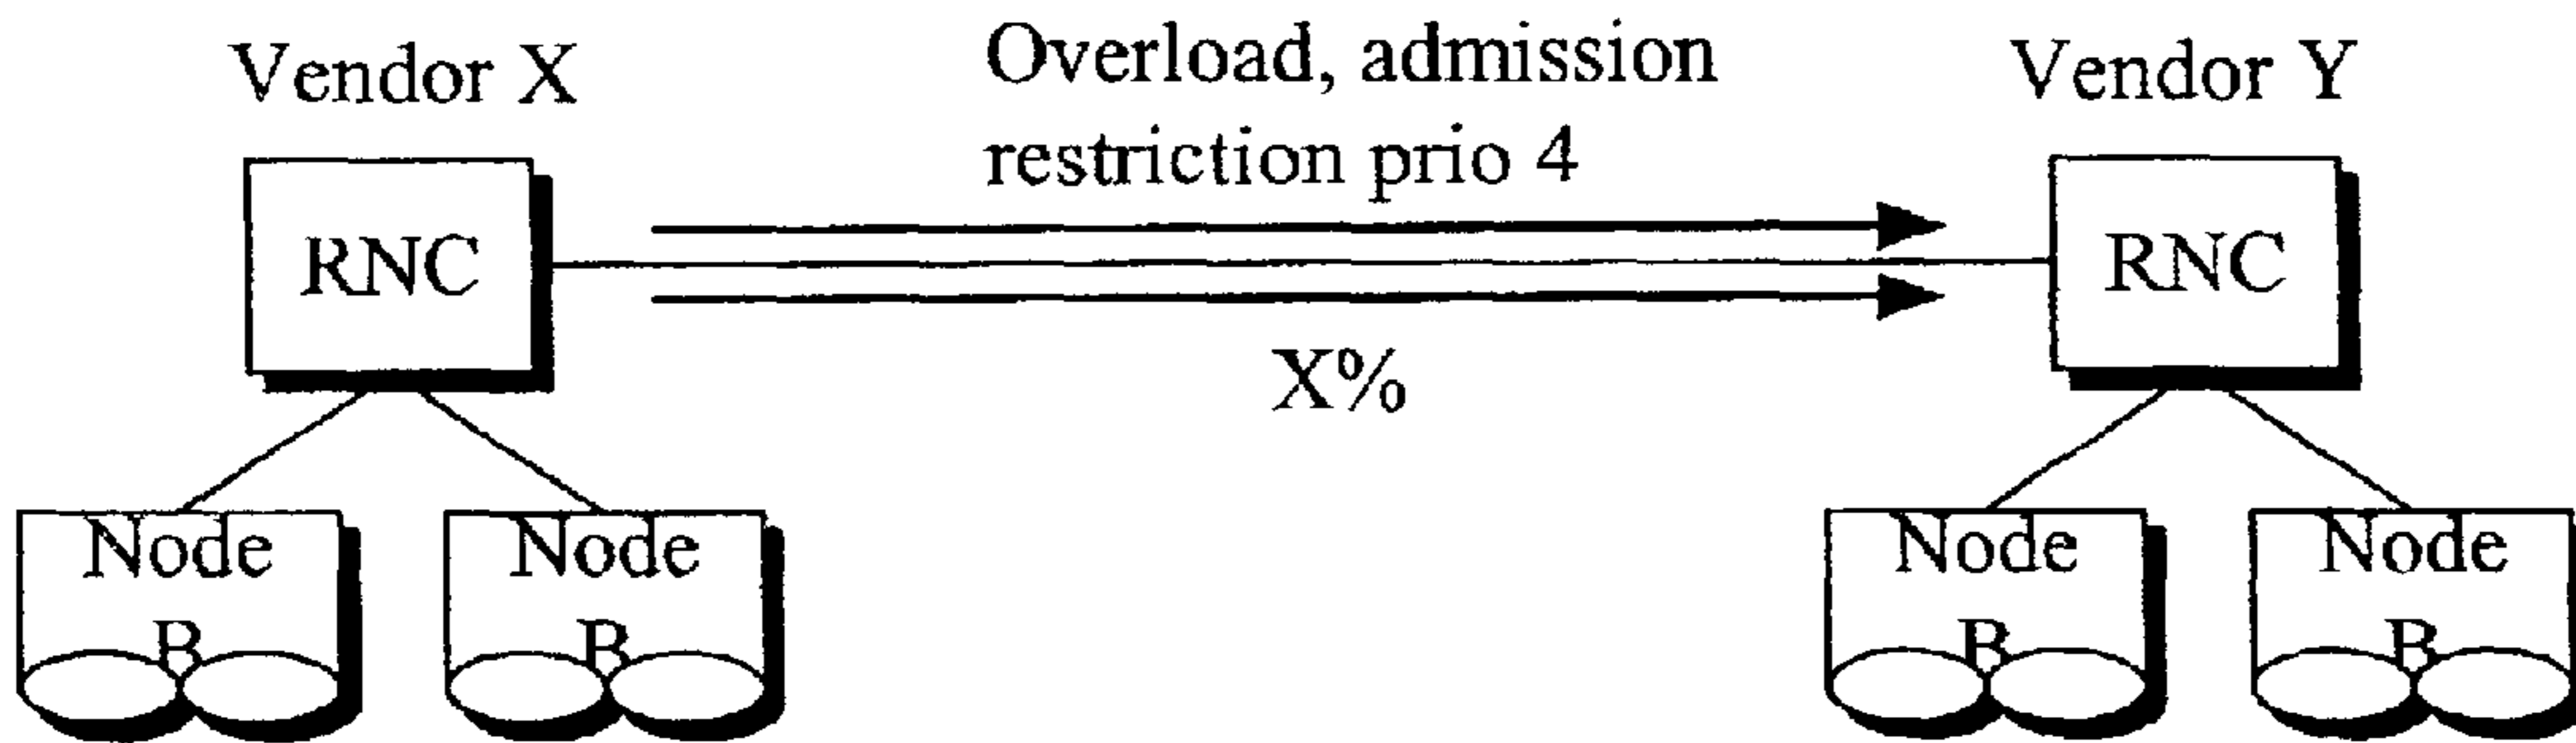 Vendor X
Overload, admission
restriction prio 4
Vendor Y
RNC
RNC
X%
Node
B
Node
B
Node
B
Node
B